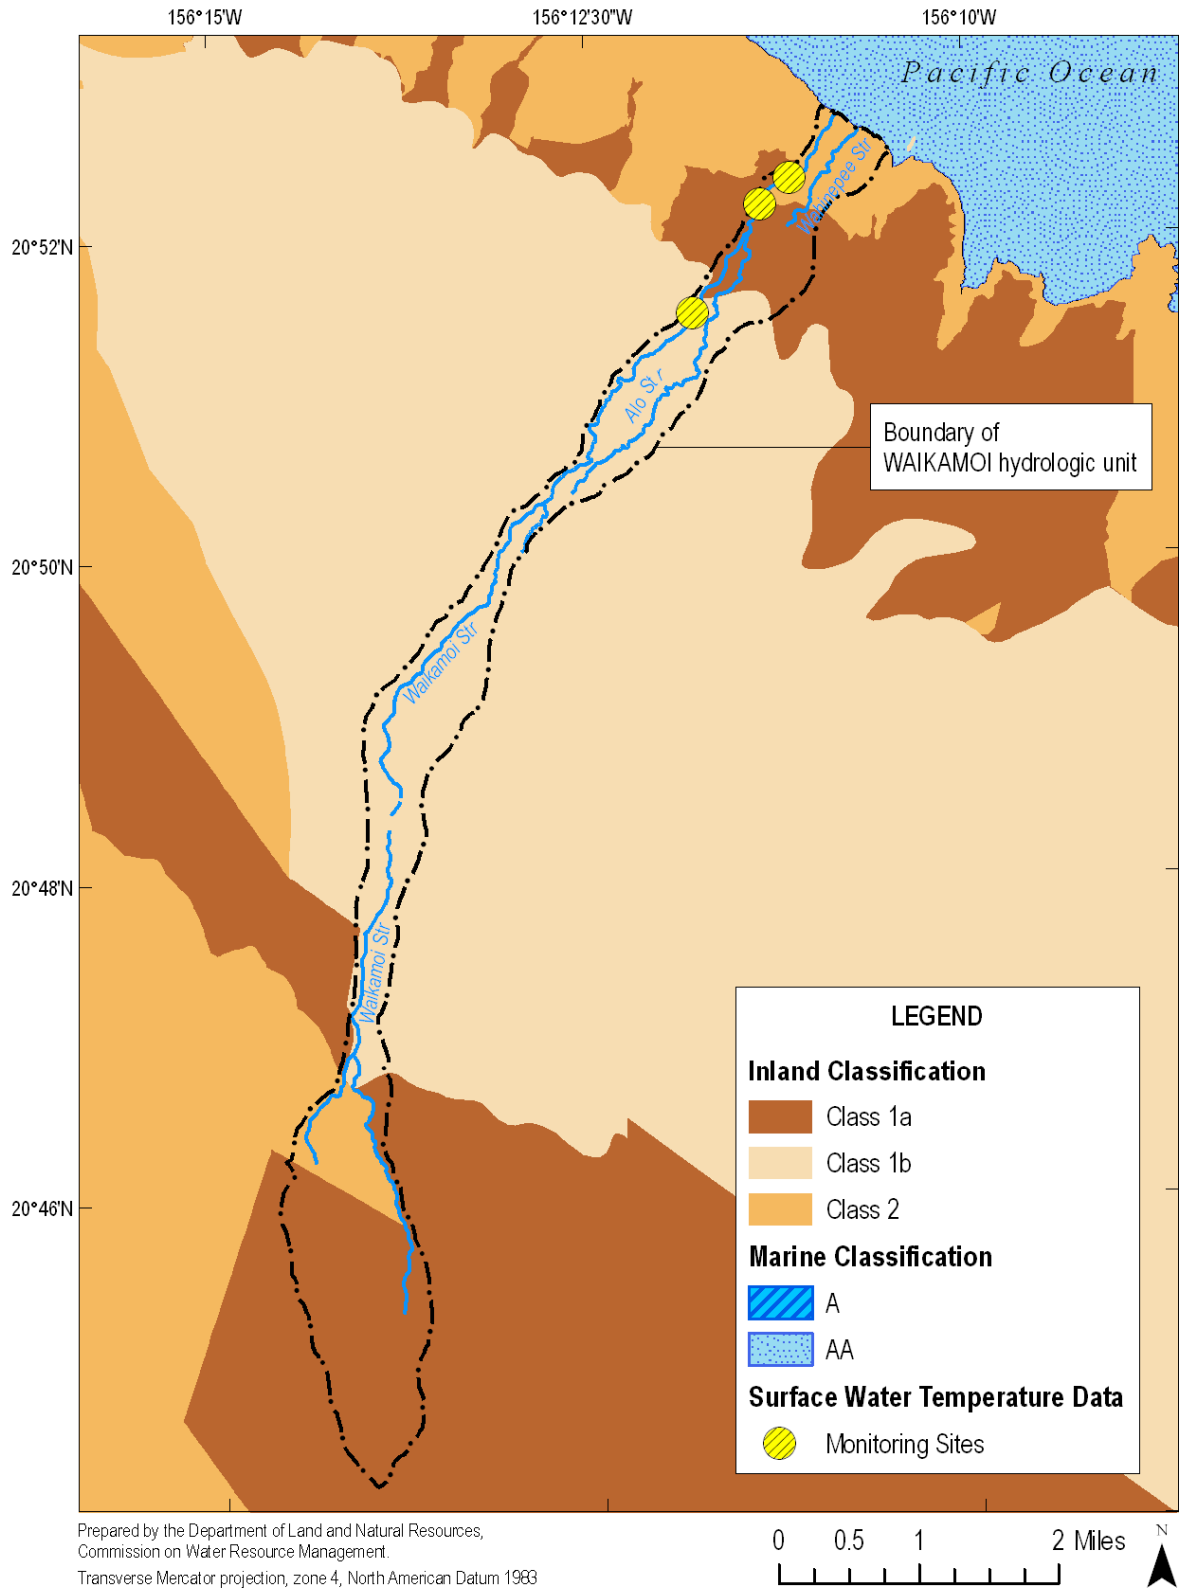 156°15'W
156°12'30"W
156°10'W
Pacific Ocean
Wahinepee Str
20°52'N
Alo Str
Boundary of
WAIKAMOI hydrologic unit
20°50'N
Waikamoi Str
20°48'N
Waikamoi Str
LEGEND
Inland Classification
Class 1a
Class 1b
Class 2
20°46'N
Marine Classification
A
AA
Surface Water Temperature Data
Monitoring Sites
Prepared by the Department of Land and Natural Resources,
Commission on Water Resource Management.
Transverse Mercator projection, zone 4, North American Datum 1983
0 0.5 1 2 Miles
N